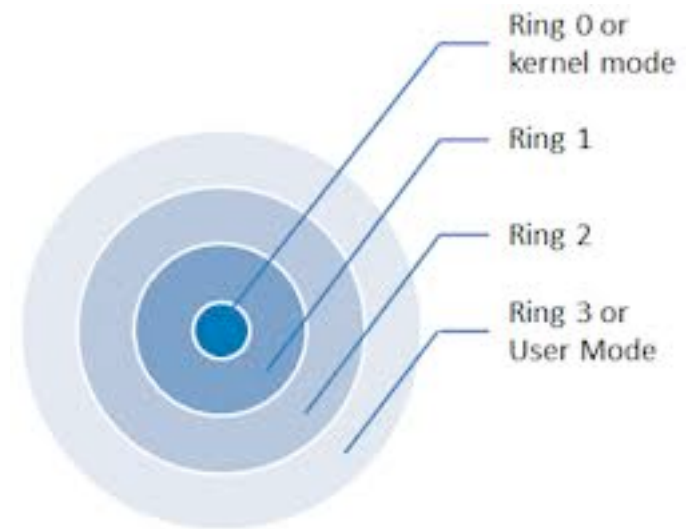 Ring 0 or
kernel mode
Ring 1
Ring 2
Ring 3 or
User Mode